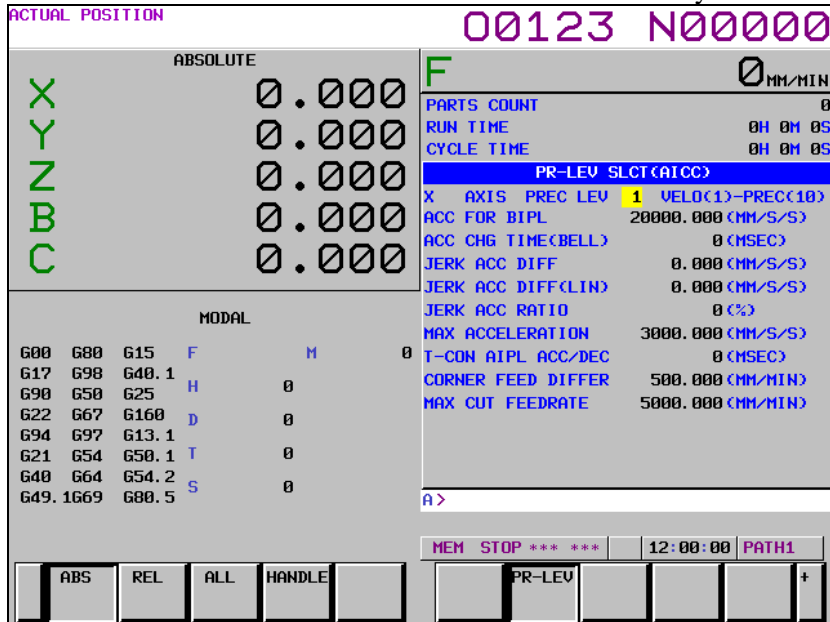 ACTUAL POSITION
O0123 N00000
ABSOLUTE
X 0.000
Y 0.000
Z 0.000
B 0.000
C 0.000
F 0 MM/MIN
PARTS COUNT 0
RUN TIME 0H 0M 0S
CYCLE TIME 0H 0M 0S
PR-LEV SLCT(AICC)
X AXIS PREC LEV 1 VELO(1)-PREC(10)
ACC FOR BIPL 20000.000(MM/S/S)
ACC CHG TIME(BELL) 0(MSEC)
JERK ACC DIFF 0.000(MM/S/S)
JERK ACC DIFF(LIN) 0.000(MM/S/S)
JERK ACC RATIO 0(%)
MAX ACCELERATION 3000.000(MM/S/S)
T-CON AIPL ACC/DEC 0(MSEC)
CORNER FEED DIFFER 500.000(MM/MIN)
MAX CUT FEEDRATE 5000.000(MM/MIN)
MODAL
G00 G80 G15 F M 0
G17 G98 G40.1
H 0
G90 G50 G25
G22 G67 G160
D 0
G94 G97 G13.1
G21 G54 G50.1 T 0
G40 G64 G54.2
S 0
G49.1G69 G80.5
A>
MEM STOP *** *** 12:00:00 PATH1
ABS REL ALL HANDLE PR-LEV +